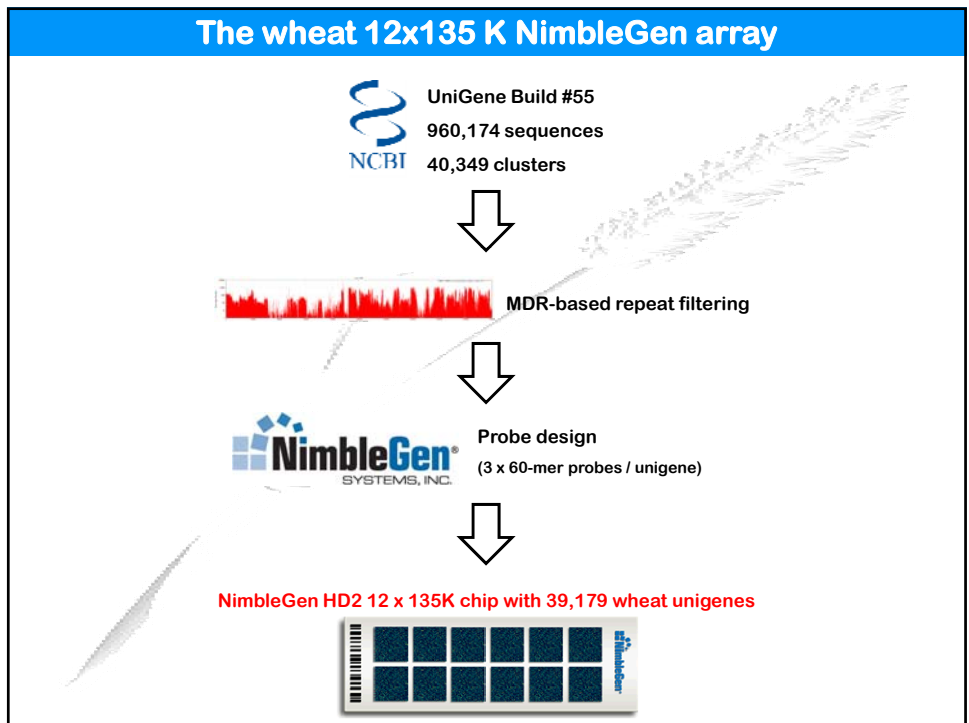 The wheat 12x135 K NimbleGen array
UniGene Build #55
960,174 sequences
NCBI
40,349 clusters
MDR-based repeat filtering
NimbleGen®
SYSTEMS, INC.
Probe design
(3 x 60-mer probes / unigene)
NimbleGen HD2 12 x 135K chip with 39,179 wheat unigenes
NimbleGen